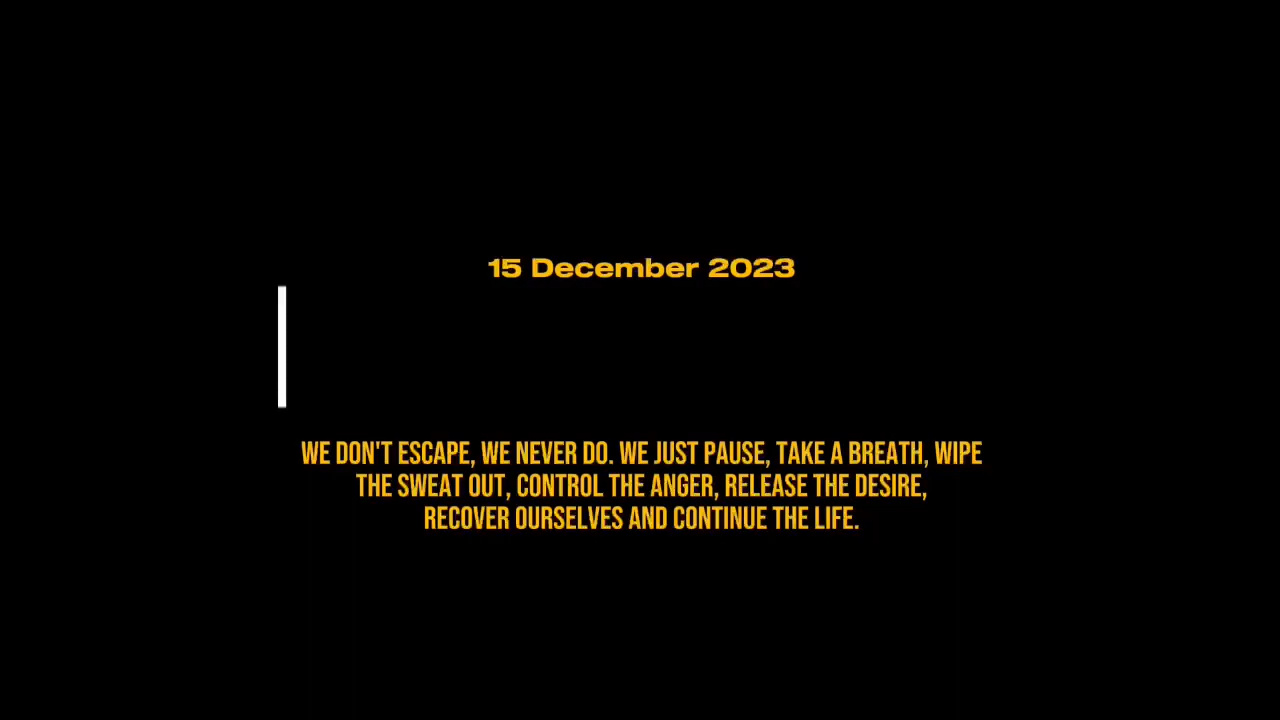 15 December 2023
WE DON'T ESCAPE, WE NEVER DO. WE JUST PAUSE, TAKE A BREATH, WIPE
THE SWEAT OUT, CONTROL THE ANGER, RELEASE THE DESIRE,
RECOVER OURSELVES AND CONTINUE THE LIFE.